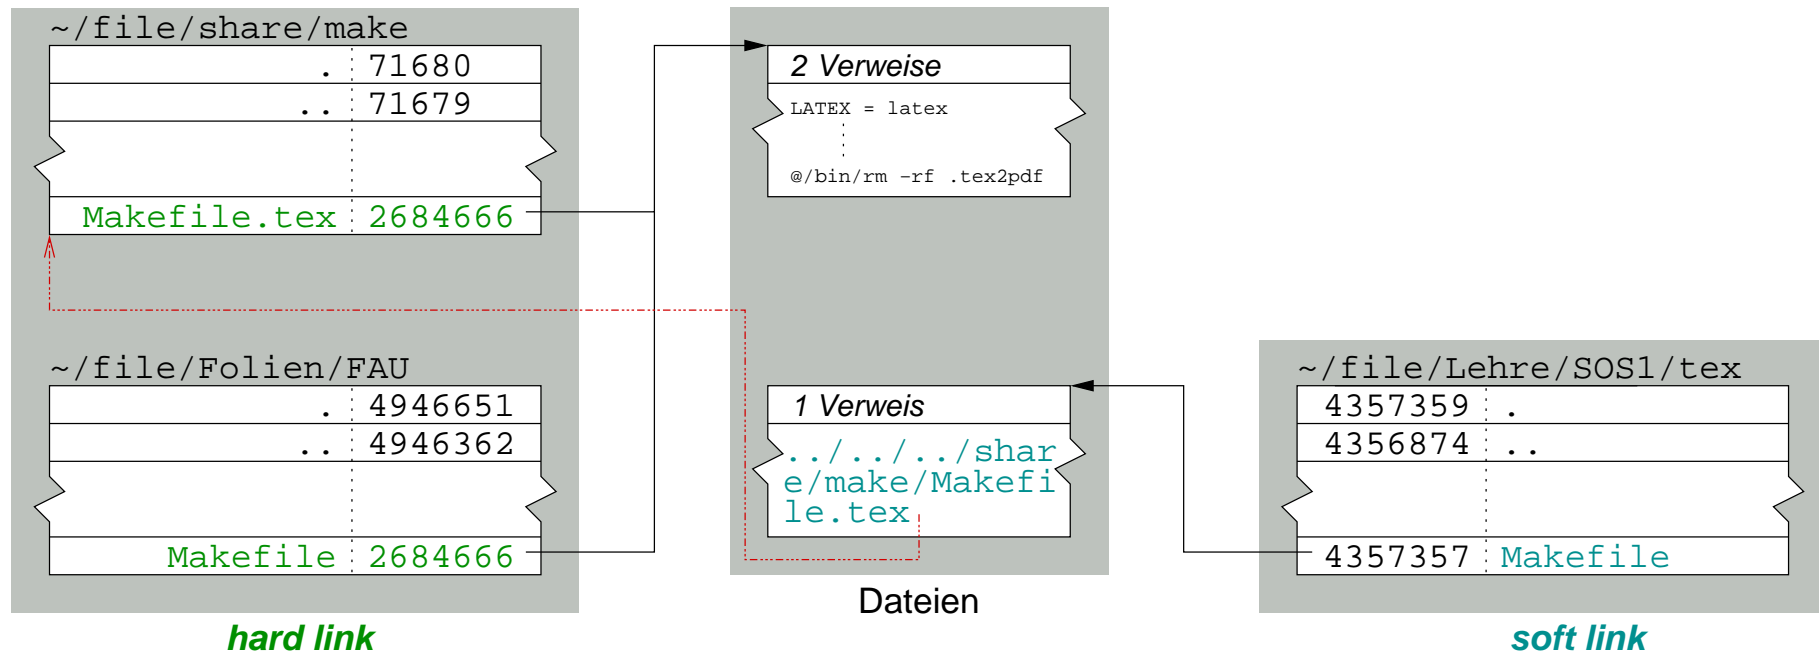 ~/file/share/make
. 71680
.. 71679
Makefile.tex 2684666
~/file/Folien/FAU
. 4946651
.. 4946362
Makefile 2684666
hard link
2 Verweise
LATEX = latex
@/bin/rm −rf .tex2pdf
1 Verweis
../../../shar
e/make/Makefi
le.tex
Dateien
~/file/Lehre/SOS1/tex
4357359 .
4356874 ..
4357357 Makefile
soft link